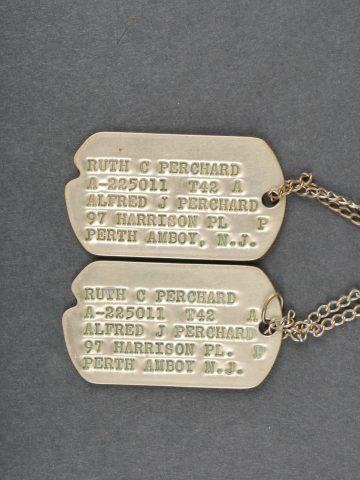 RUTH C PERCHARD
A-225011 T42 A
ALFRED J PERCHARD
97 HARRISON PL P
PERTH AMBOY, N.J.
RUTH C PERCHARD
A-225011 T42 A
ALFRED J PERCHARD
97 HARRISON PL. P
PERTH AMBOY N.J.